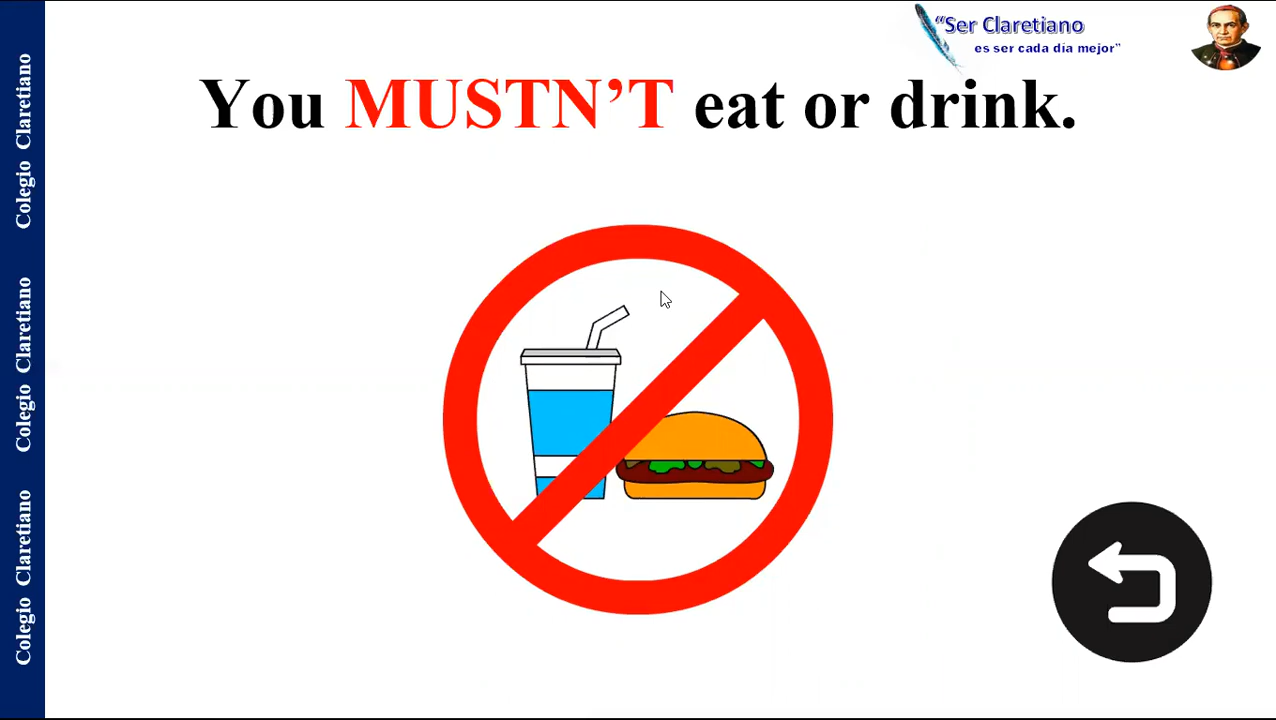 “Ser Claretiano
es ser cada día mejor”
You MUSTN’T eat or drink.
Colegio Claretiano
Colegio Claretiano
Colegio Claretiano